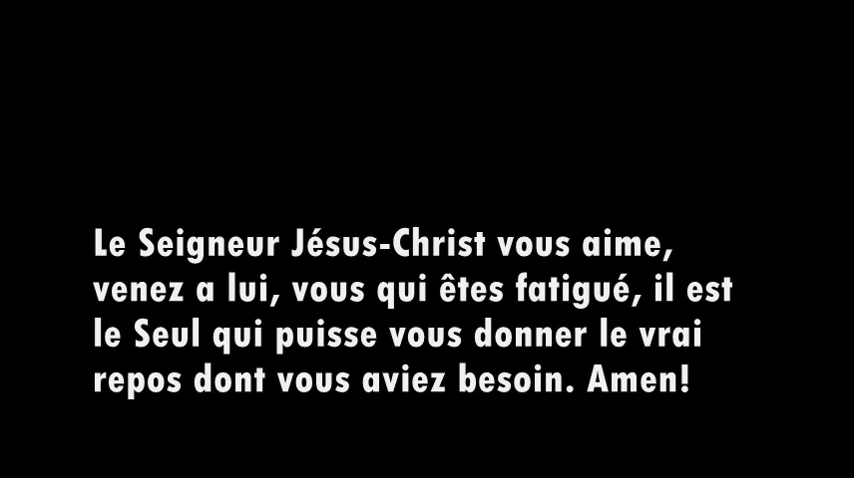 Le Seigneur Jésus-Christ vous aime,
venez a lui, vous qui êtes fatigué, il est
le Seul qui puisse vous donner le vrai
repos dont vous aviez besoin. Amen!